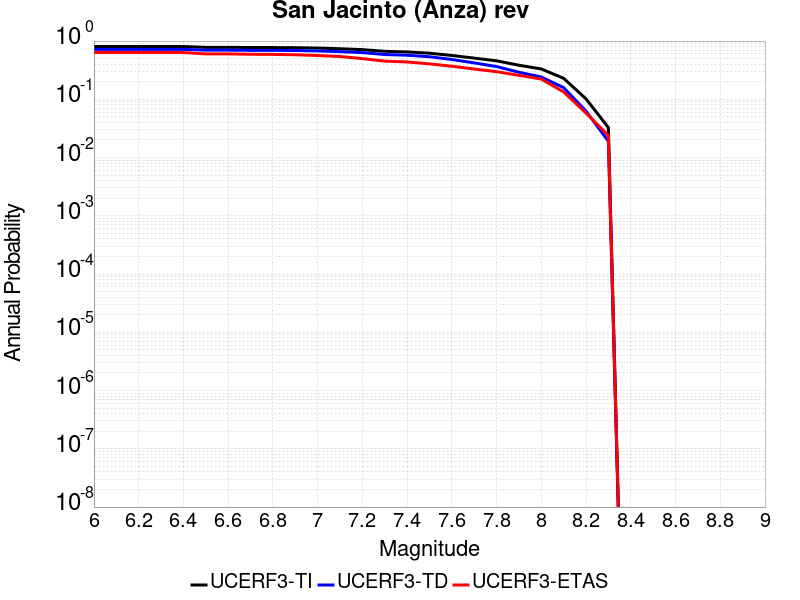 San Jacinto (Anza) rev
10^0
10^-1
10^-2
10^-3
10^-4
10^-5
10^-6
10^-7
10^-8
Annual Probability
6 6.2 6.4 6.6 6.8 7 7.2 7.4 7.6 7.8 8 8.2 8.4 8.6 8.8 9
Magnitude
UCERF3-TI UCERF3-TD UCERF3-ETAS